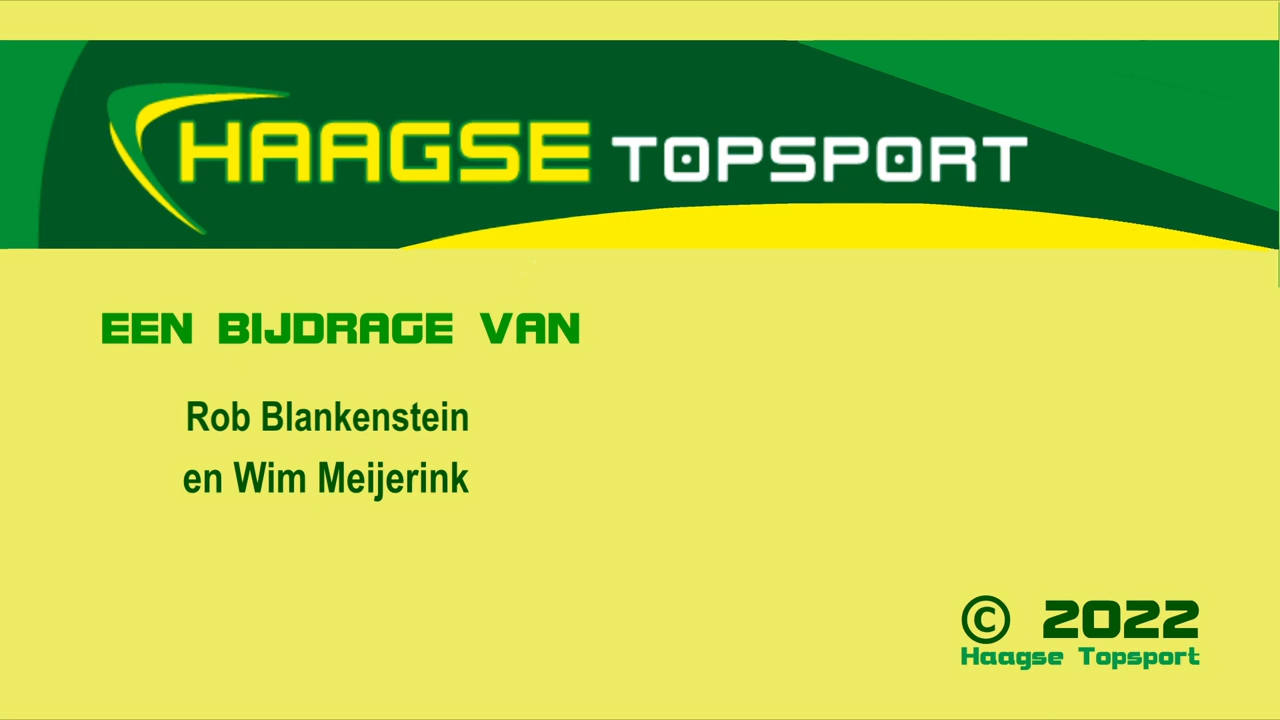 HAAGSE TOPSPORT
EEN BIJDRAGE VAN
Rob Blankenstein
en Wim Meijerink
© 2022
Haagse Topsport